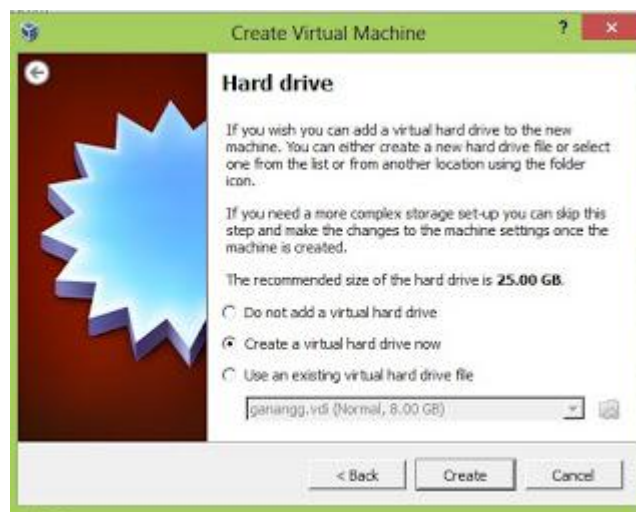 Create Virtual Machine
?
Hard drive
If you wish you can add a virtual hard drive to the new
machine. You can either create a new hard drive file or select
one from the list or from another location using the folder
icon.
If you need a more complex storage set-up you can skip this
step and make the changes to the machine settings once the
machine is created.
The recommended size of the hard drive is 25.00 GB.
Do not add a virtual hard drive
Create a virtual hard drive now
Use an existing virtual hard drive file
ganangg.vdi (Normal, 8.00 GB)
< Back Create Cancel